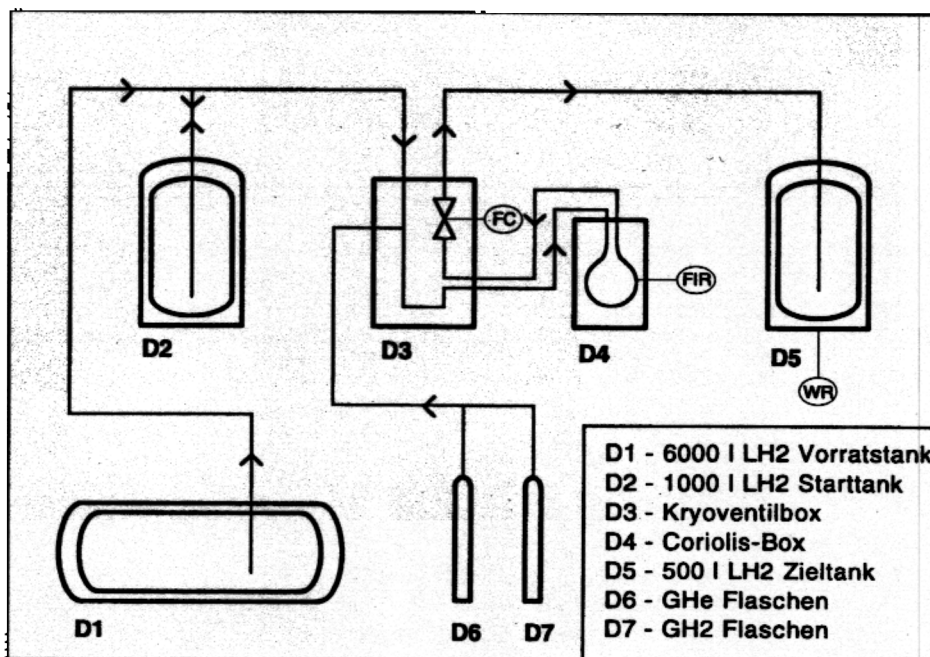 FC
FIR
D2
D3
D4
D5
WR
D1
D6
D7
D1 - 6000 l LH2 Vorratstank
D2 - 1000 l LH2 Starttank
D3 - Kryoventilbox
D4 - Coriolis-Box
D5 - 500 l LH2 Zieltank
D6 - GHe Flaschen
D7 - GH2 Flaschen